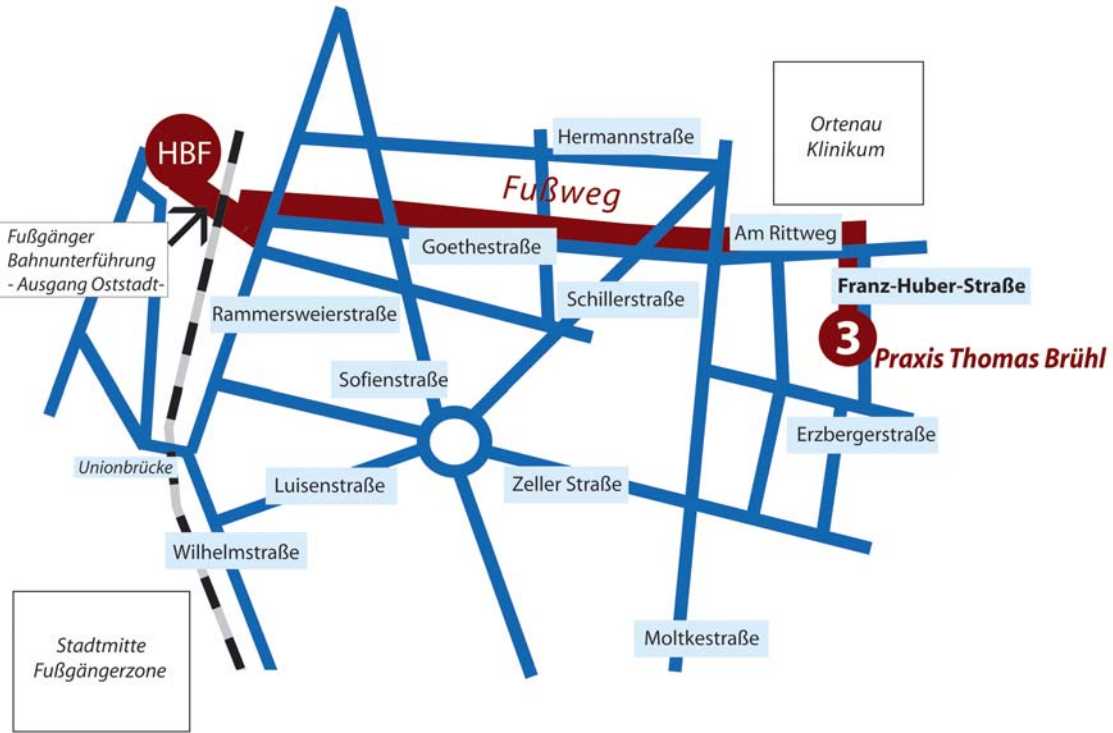 HBF
Hermannstraße
Ortenau
Klinikum
Fußweg
Fußgänger
Bahnunterführung
- Ausgang Oststadt-
Goethestraße
Am Rittweg
Rammersweierstraße
Schillerstraße
Franz-Huber-Straße
3
Praxis Thomas Brühl
Sofienstraße
Erzbergerstraße
Unionbrücke
Luisenstraße
Zeller Straße
Wilhelmstraße
Stadtmitte
Fußgängerzone
Moltkestraße